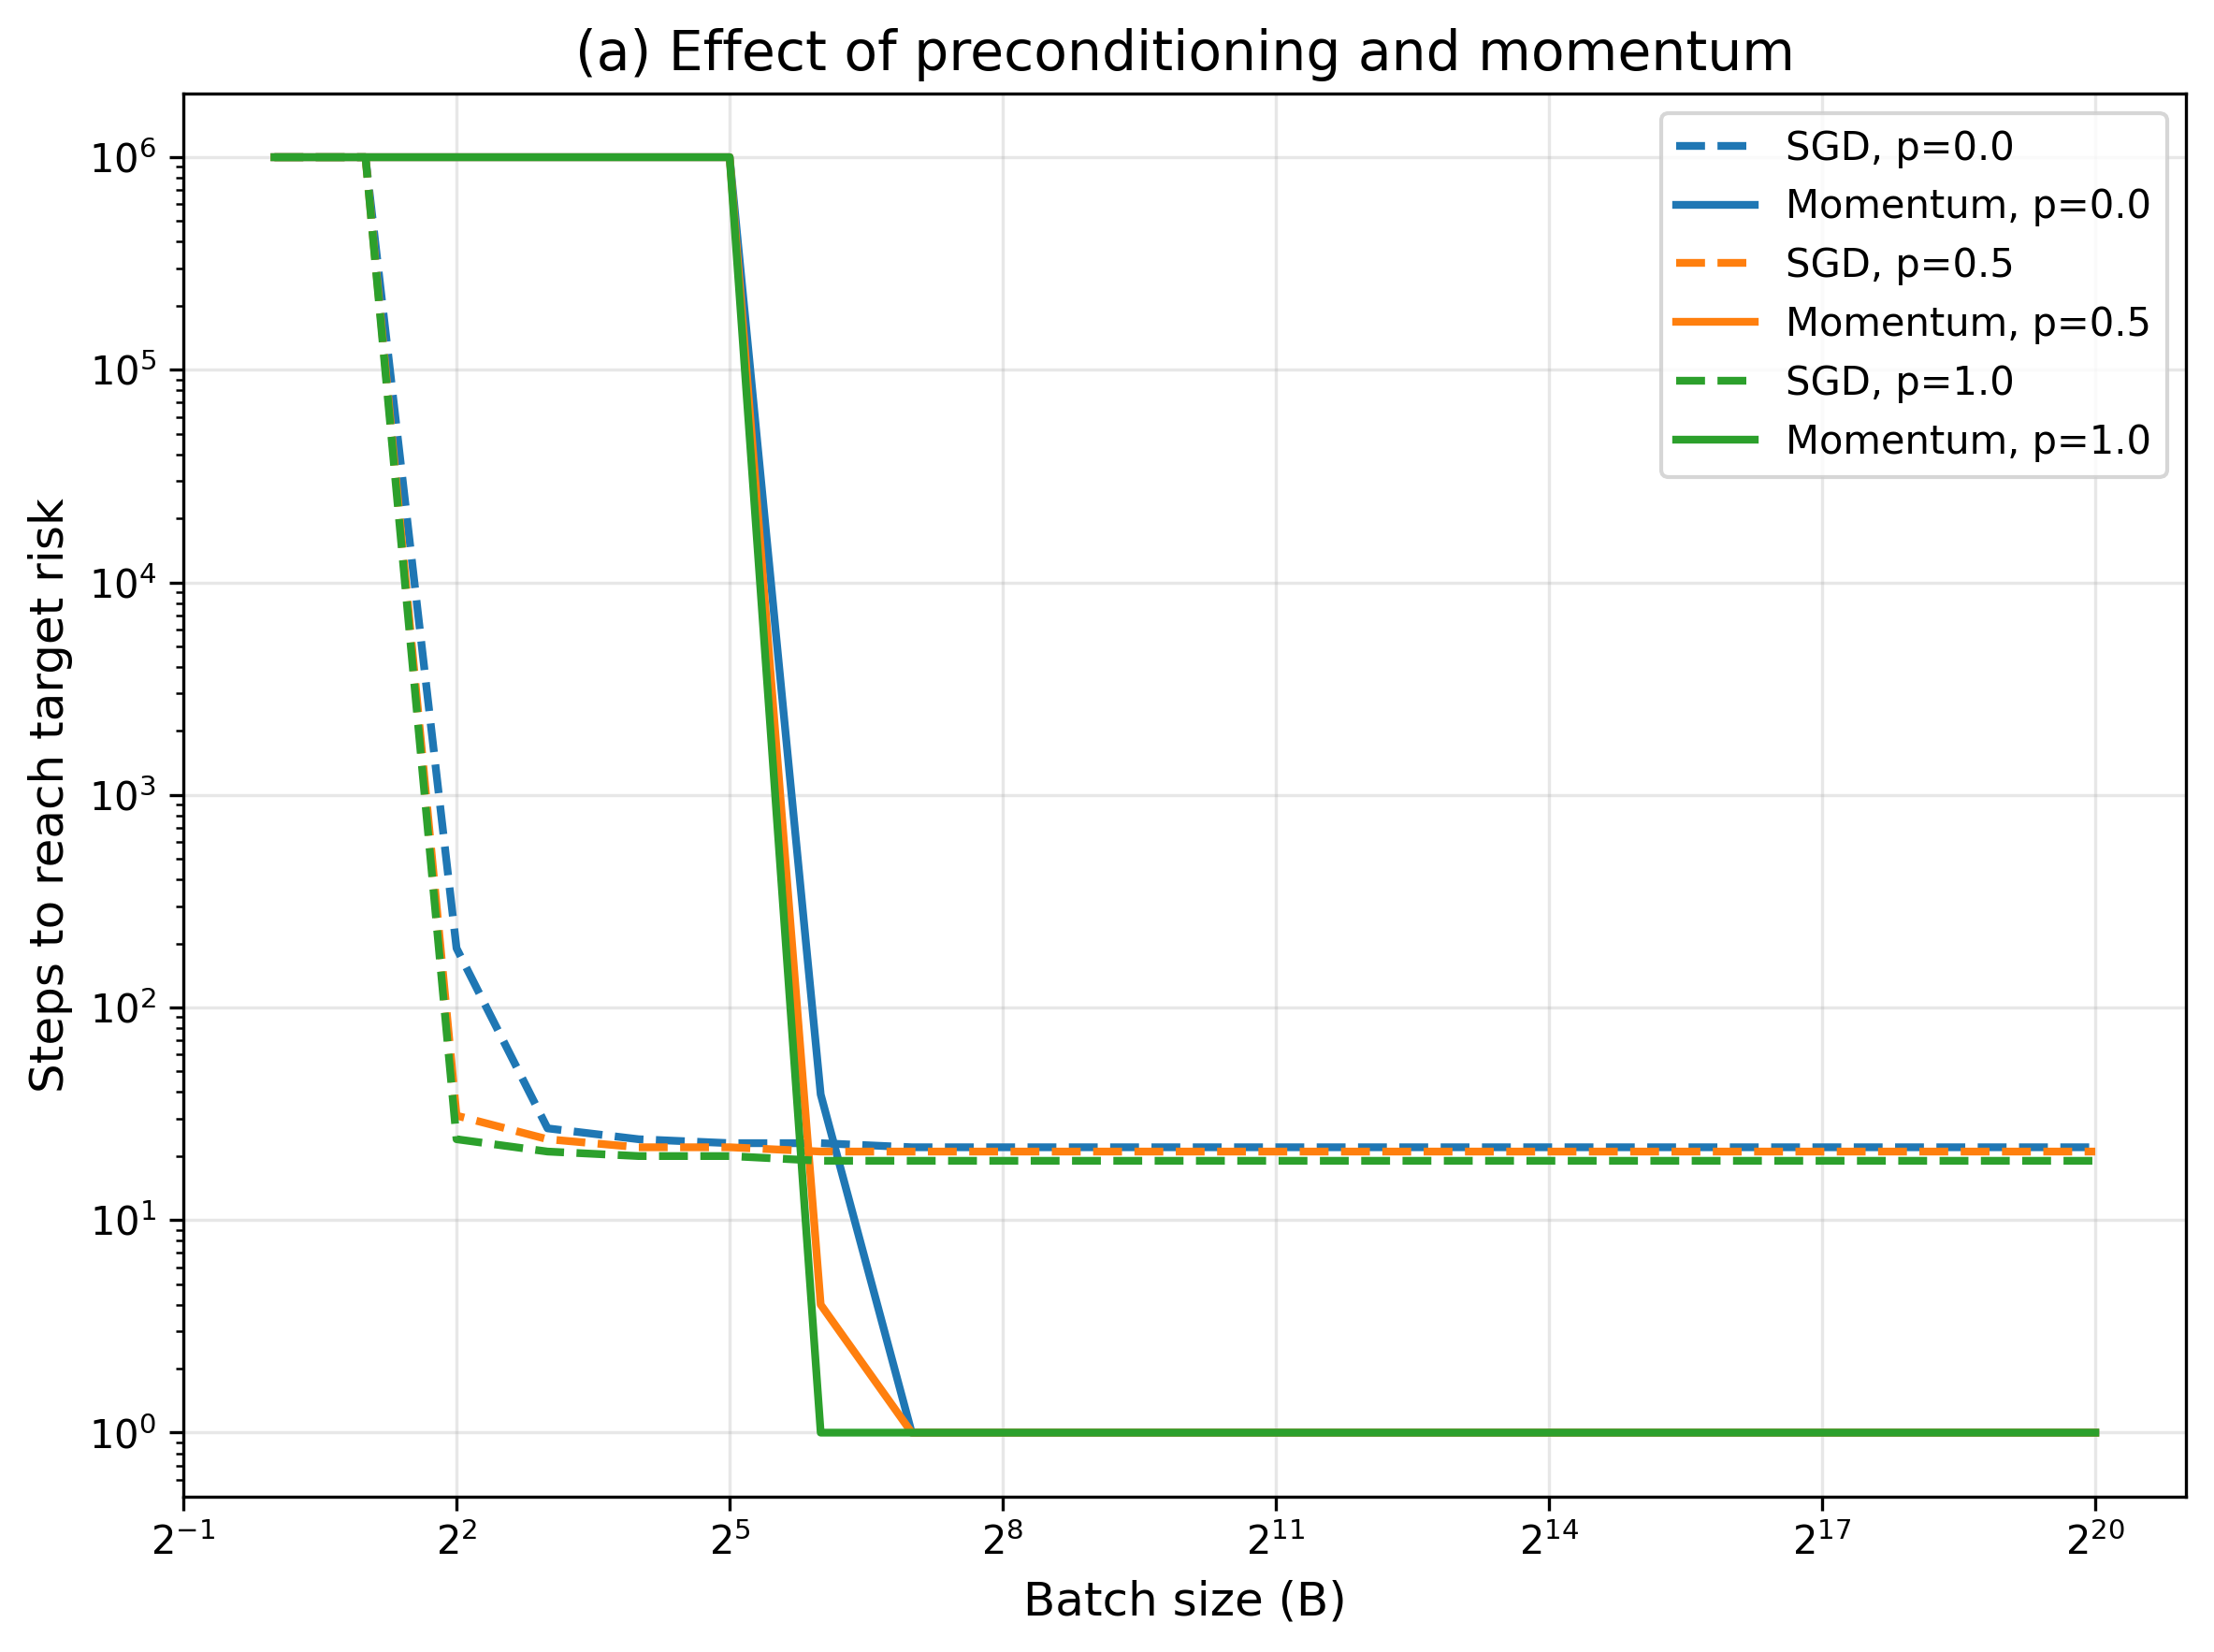 (a) Effect of preconditioning and momentum
Steps to reach target risk
10⁶
10⁵
10⁴
10³
10²
10¹
10⁰
SGD, p=0.0
Momentum, p=0.0
SGD, p=0.5
Momentum, p=0.5
SGD, p=1.0
Momentum, p=1.0
2⁻¹ 2² 2⁵ 2⁸ 2¹¹ 2¹⁴ 2¹⁷ 2²⁰
Batch size (B)